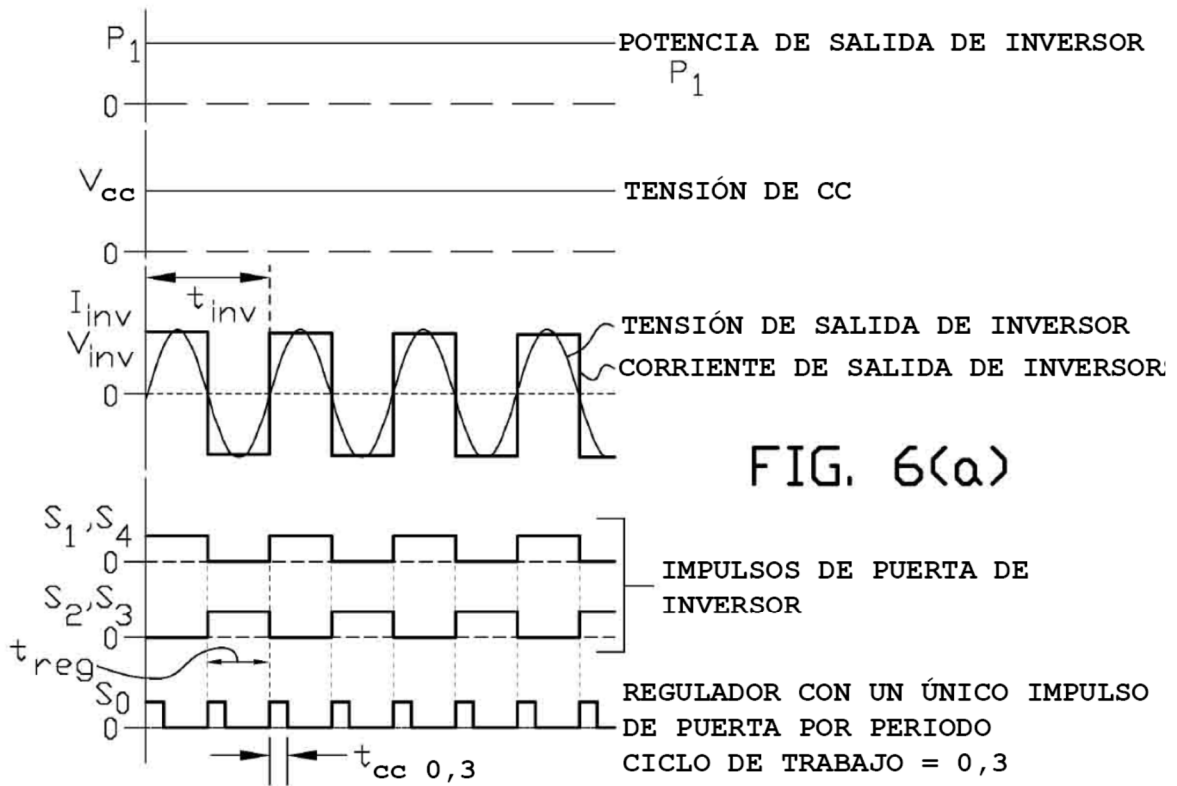 P1
POTENCIA DE SALIDA DE INVERSOR
P1
0
Vcc
TENSIÓN DE CC
0
tinv
Iinv
Vinv
TENSIÓN DE SALIDA DE INVERSOR
CORRIENTE DE SALIDA DE INVERSOR
0
FIG. 6(a)
S1,S4
0
IMPULSOS DE PUERTA DE
INVERSOR
S2,S3
0
treg
S0
0
REGULADOR CON UN ÚNICO IMPULSO
DE PUERTA POR PERIODO
CICLO DE TRABAJO = 0,3
tcc 0,3